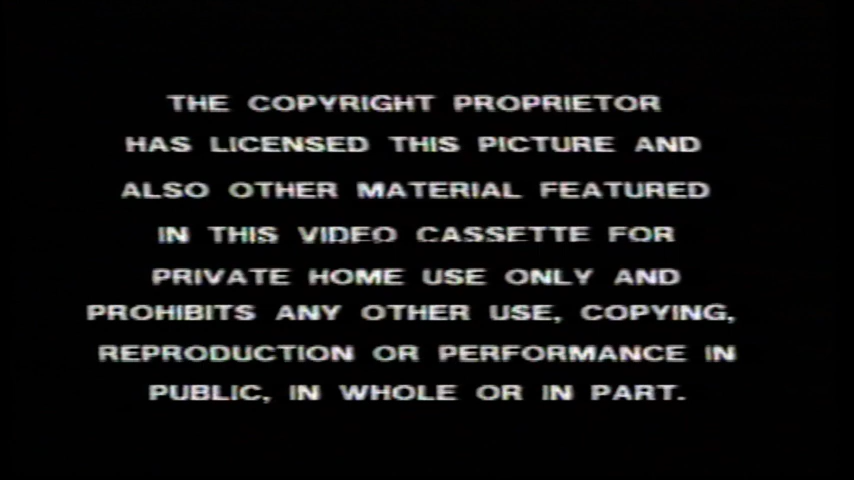 THE COPYRIGHT PROPRIETOR
HAS LICENSED THIS PICTURE AND
ALSO OTHER MATERIAL FEATURED
IN THIS VIDEO CASSETTE FOR
PRIVATE HOME USE ONLY AND
PROHIBITS ANY OTHER USE, COPYING,
REPRODUCTION OR PERFORMANCE IN
PUBLIC, IN WHOLE OR IN PART.